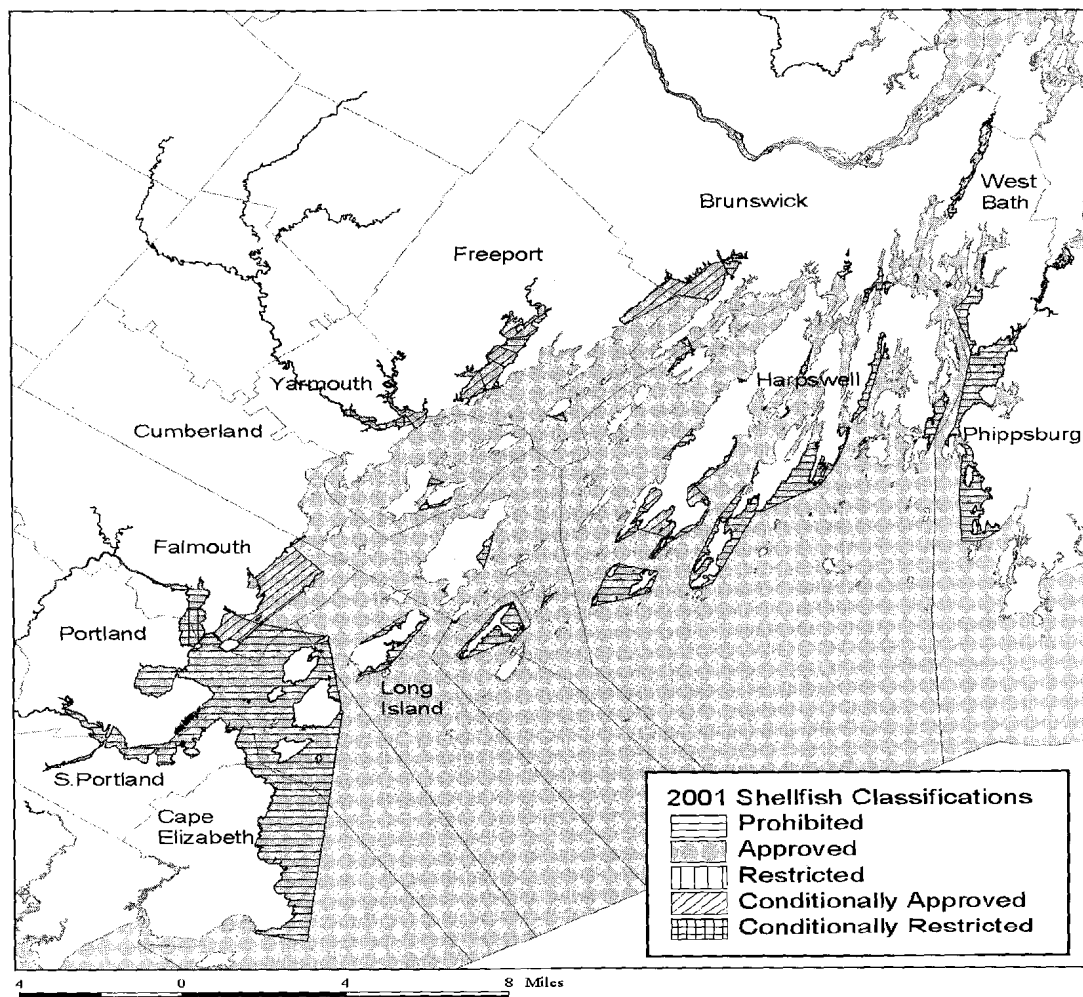 West
Bath
Brunswick
Freeport
Yarmouth
Harpswell
Cumberland
Phippsburg
Falmouth
Portland
Long
Island
S.Portland
Cape
Elizabeth
2001 Shellfish Classifications
Prohibited
Approved
Restricted
Conditionally Approved
Conditionally Restricted
4 0 4 8 Miles